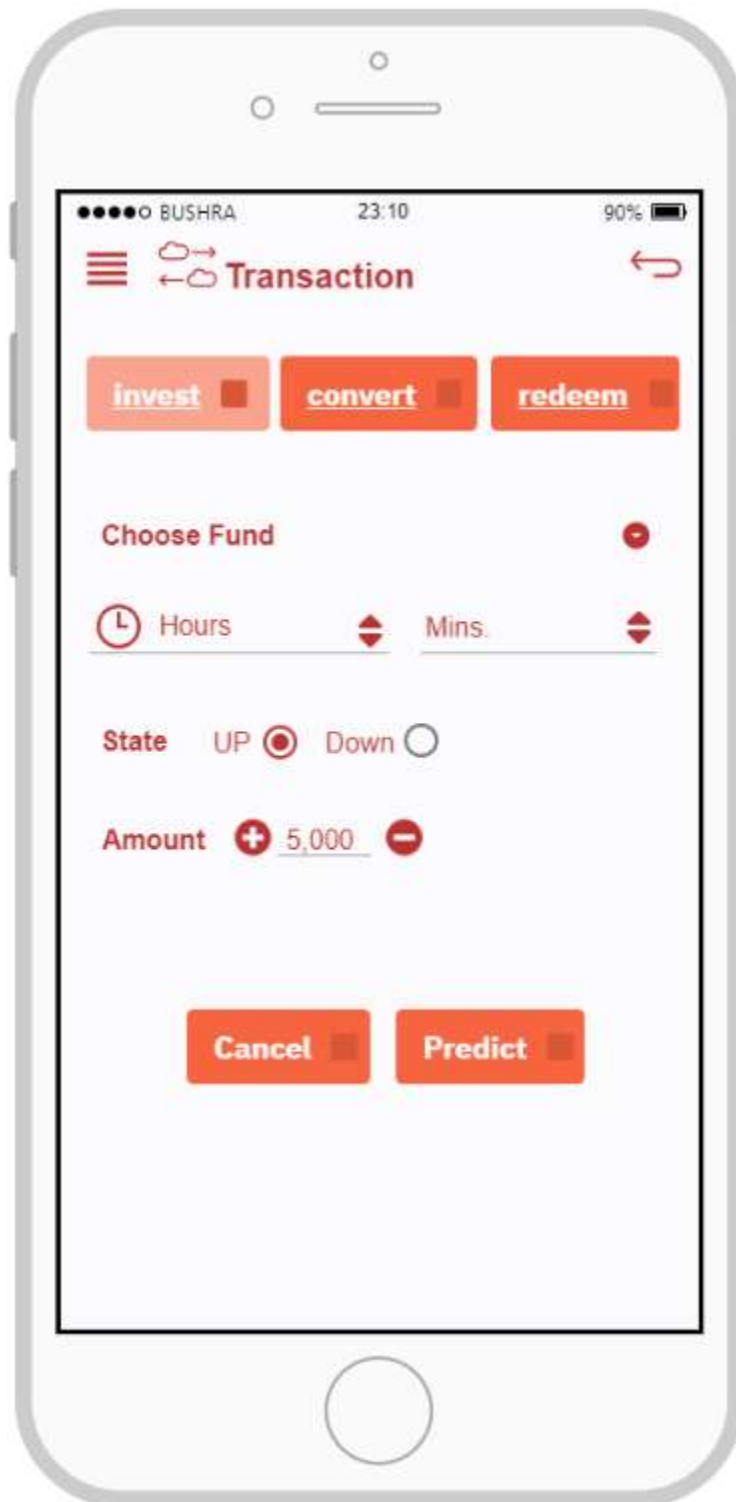 BUSHRA 23:10 90%
Transaction
invest convert redeem
Choose Fund
Hours Mins.
State UP Down
Amount 5,000
Cancel Predict